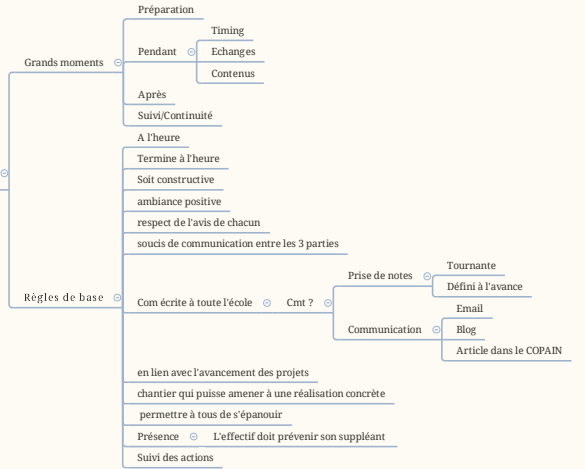 Préparation
Timing
Pendant
Echanges
Grands moments
Contenus
Après
Suivi/Continuité
A l'heure
Termine à l'heure
Soit constructive
ambiance positive
respect de l'avis de chacun
soucis de communication entre les 3 parties
Tournante
Prise de notes
Défini à l'avance
Règles de base
Com écrite à toute l'école
Cmt ?
Email
Communication
Blog
Article dans le COPAIN
en lien avec l'avancement des projets
chantier qui puisse amener à une réalisation concrète
permettre à tous de s'épanouir
Présence
L'effectif doit prévenir son suppléant
Suivi des actions